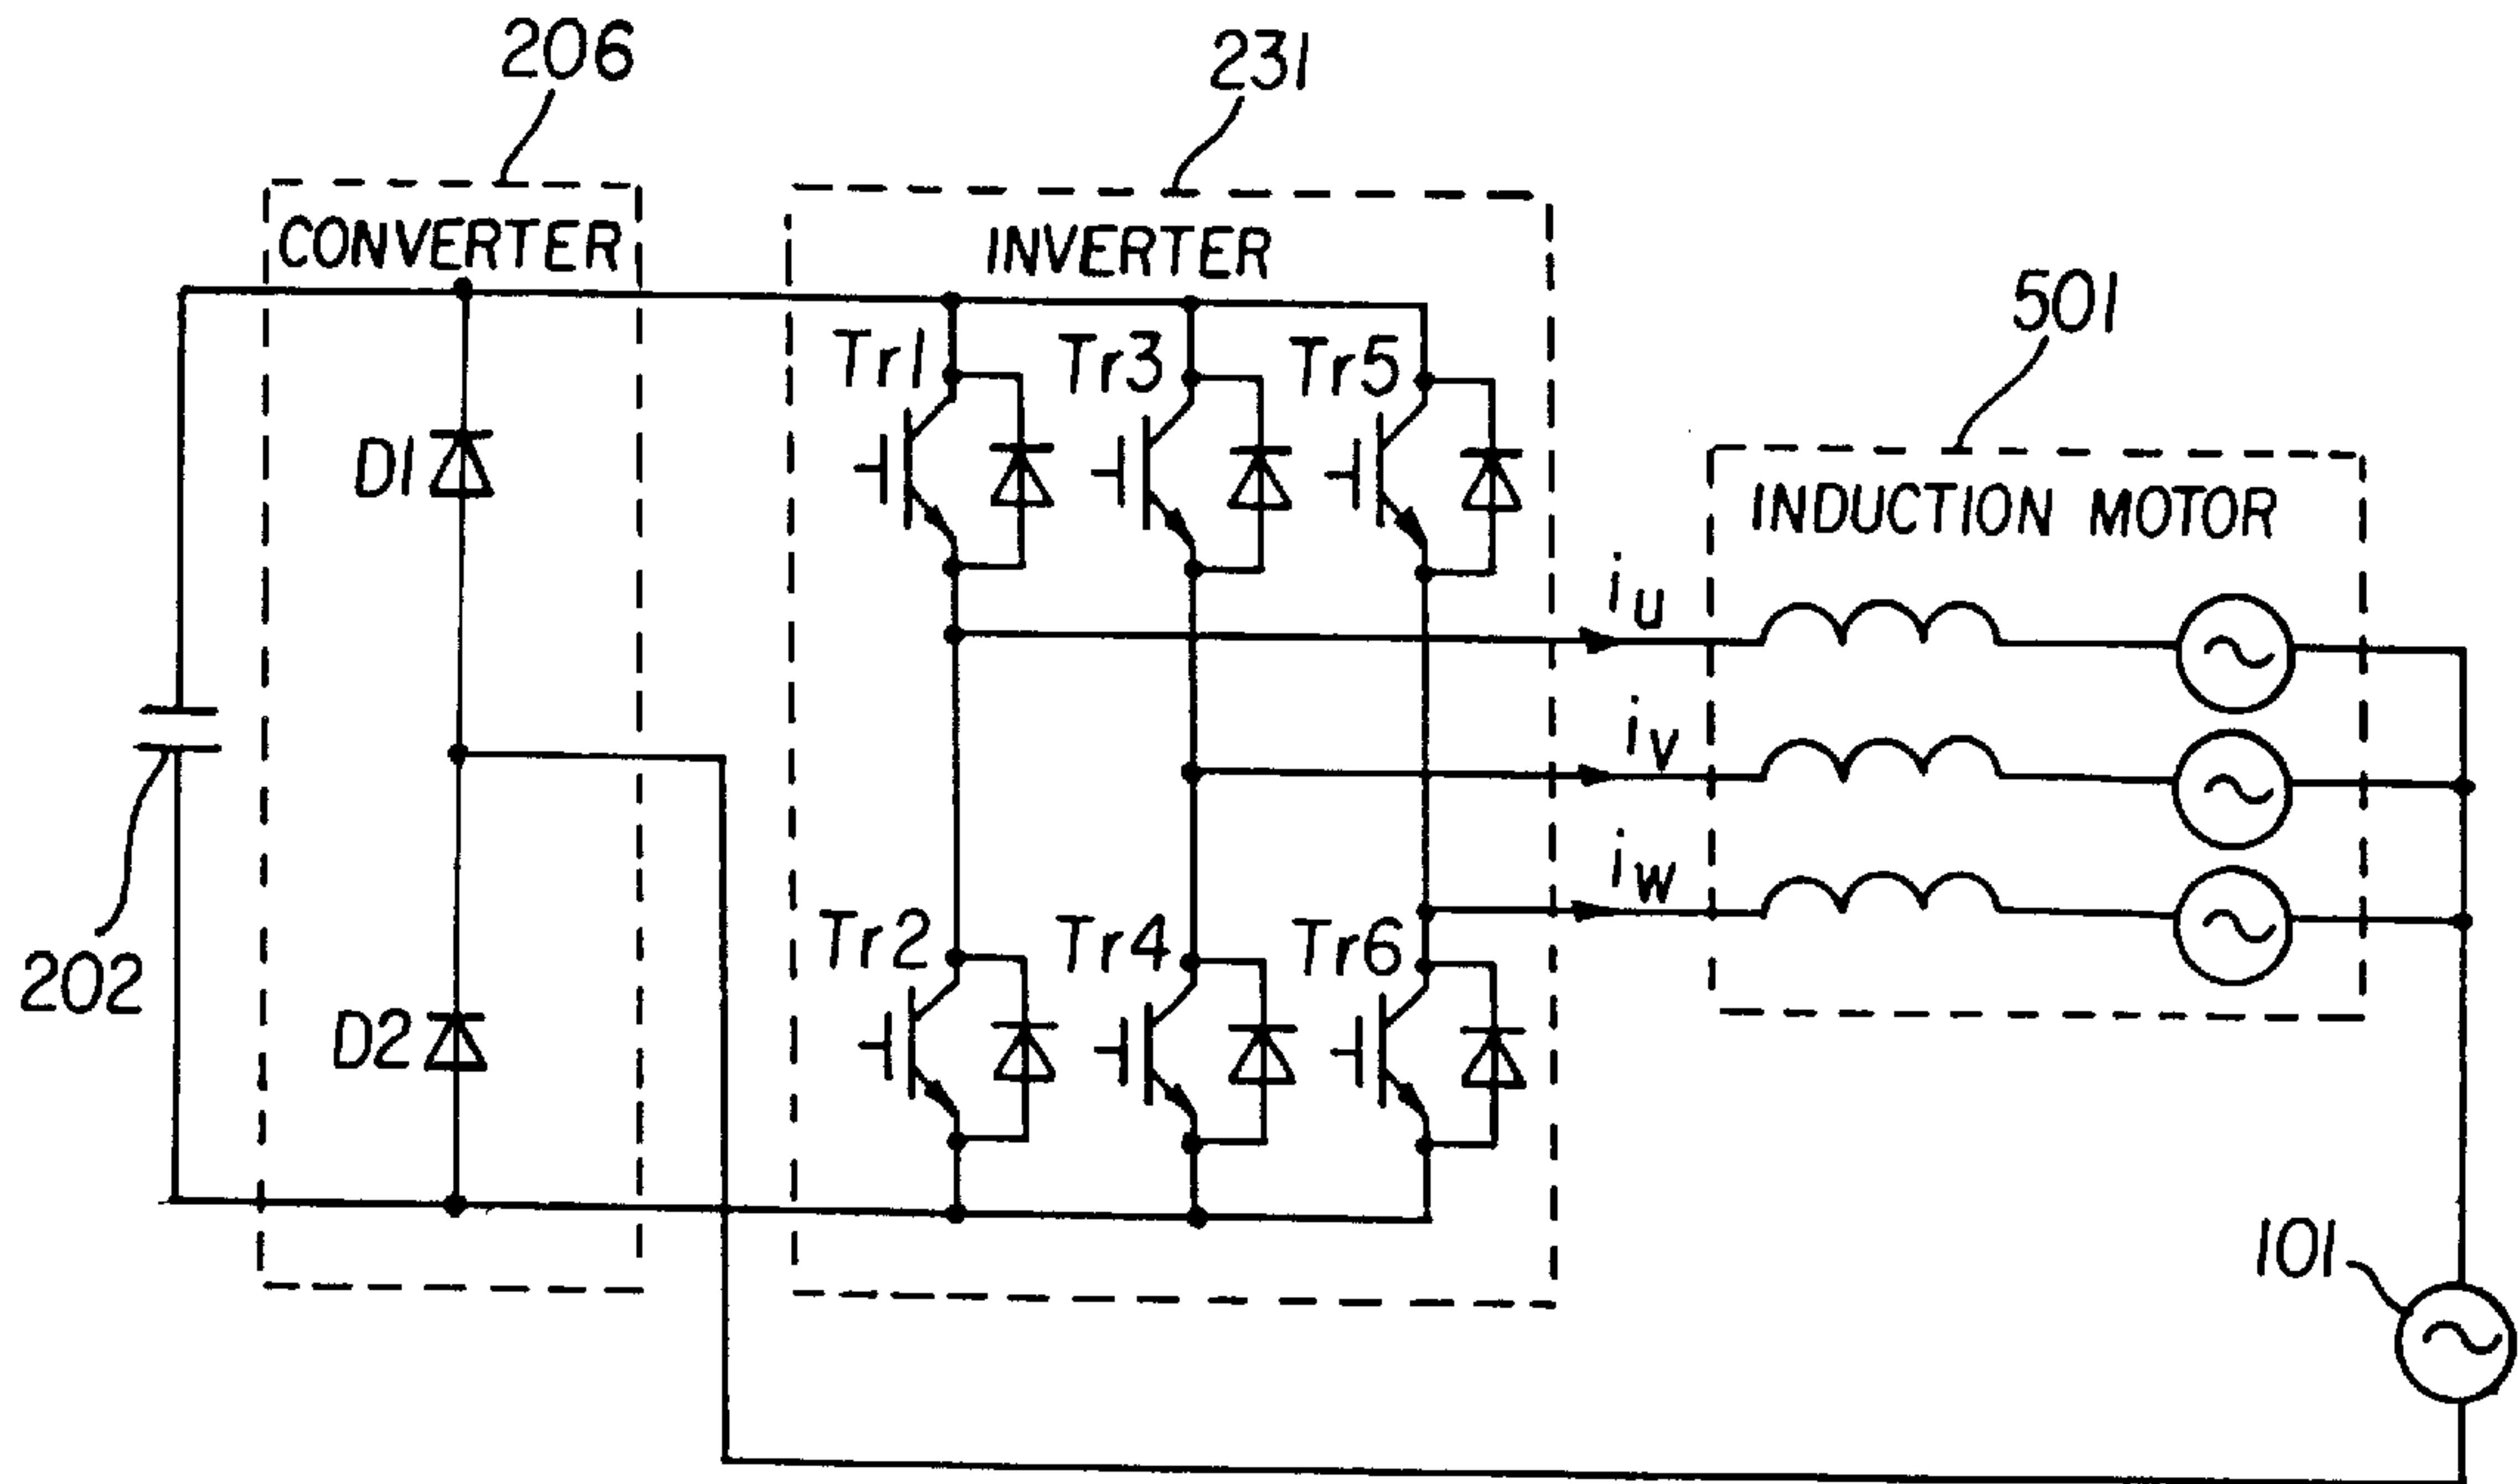 206
231
CONVERTER
INVERTER
501
Tr1
Tr3
Tr5
D1
INDUCTION MOTOR
iU
iV
iW
Tr2
Tr4
Tr6
202
D2
101